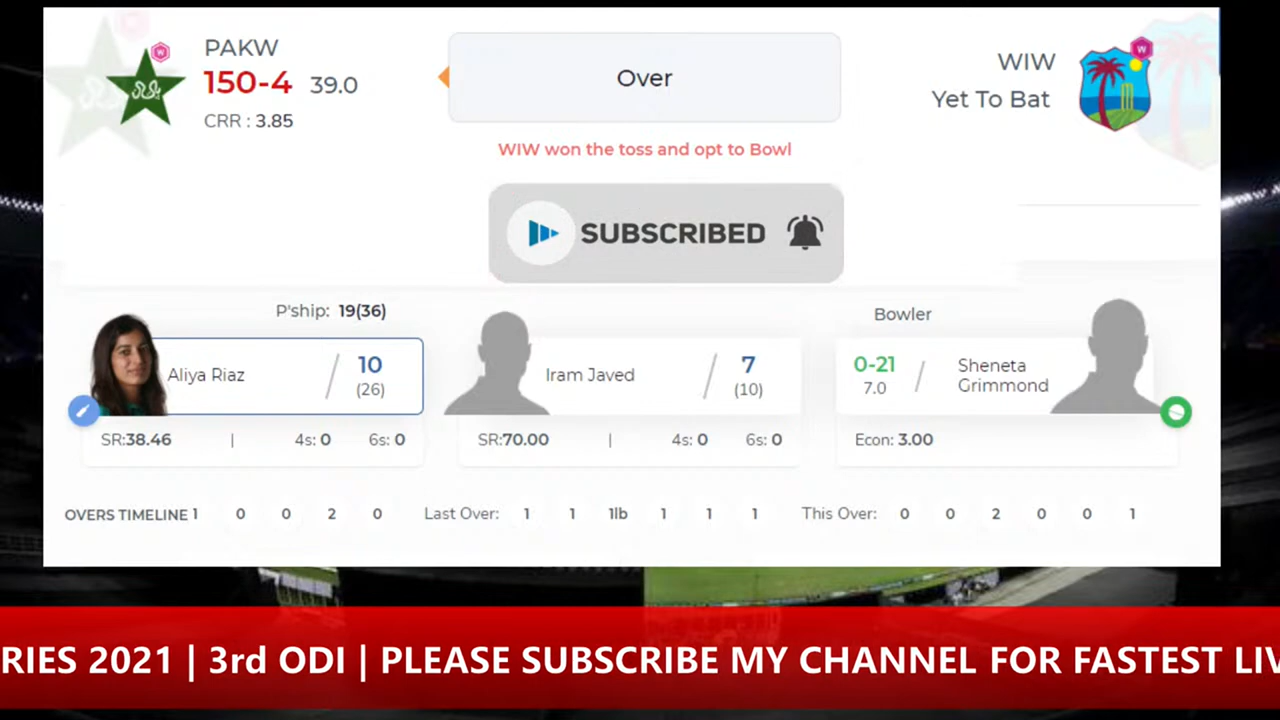 PAKW
150-4 39.0
CRR : 3.85
Over
WIW won the toss and opt to Bowl
WIW
Yet To Bat
W
W
SUBSCRIBED
P'ship: 19(36)
Bowler
Aliya Riaz / 10
(26)
SR:38.46 | 4s: 0 6s: 0
Iram Javed / 7
(10)
SR:70.00 | 4s: 0 6s: 0
0-21
7.0 / Sheneta
Grimmond
Econ: 3.00
OVERS TIMELINE 1 0 0 2 0 Last Over: 1 1 1lb 1 1 1 This Over: 0 0 2 0 0 1
RIES 2021 | 3rd ODI | PLEASE SUBSCRIBE MY CHANNEL FOR FASTEST LIV